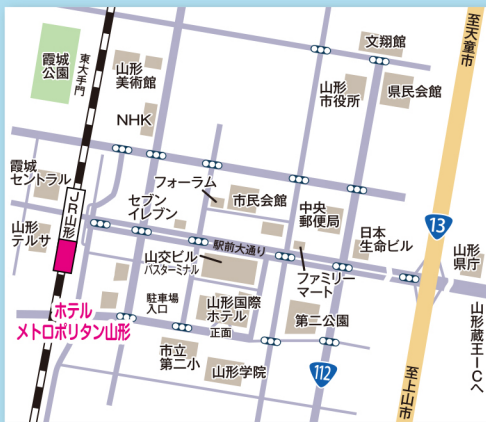 文翔館
至天童市
霞城
公園
東大手門
山形
美術館
山形
市役所
県民会館
NHK
霞城
セントラル
フォーラム
市民会館
セブン
イレブン
中央
郵便局
JR山形
13
日本
生命ビル
駅前大通り
山形
テルサ
山交ビル
バスターミナル
山形
県庁
ファミリー
マート
駐車場
入口
山形国際
ホテル
正面
ホテル
メトロポリタン山形
第二公園
山形蔵王ICへ
市立
第二小
山形学院
112
至上山市